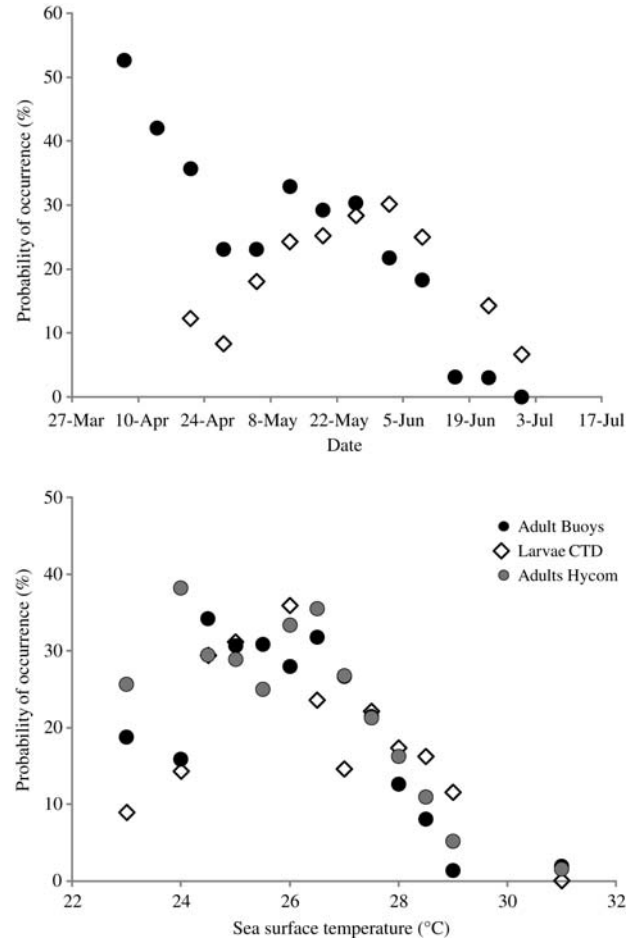 60
50
40
30
20
10
0
Probability of occurrence (%)
27-Mar 10-Apr 24-Apr 8-May 22-May 5-Jun 19-Jun 3-Jul 17-Jul
Date
50
40
30
20
10
0
Probability of occurrence (%)
Adult Buoys
Larvae CTD
Adults Hycom
22 24 26 28 30 32
Sea surface temperature (°C)